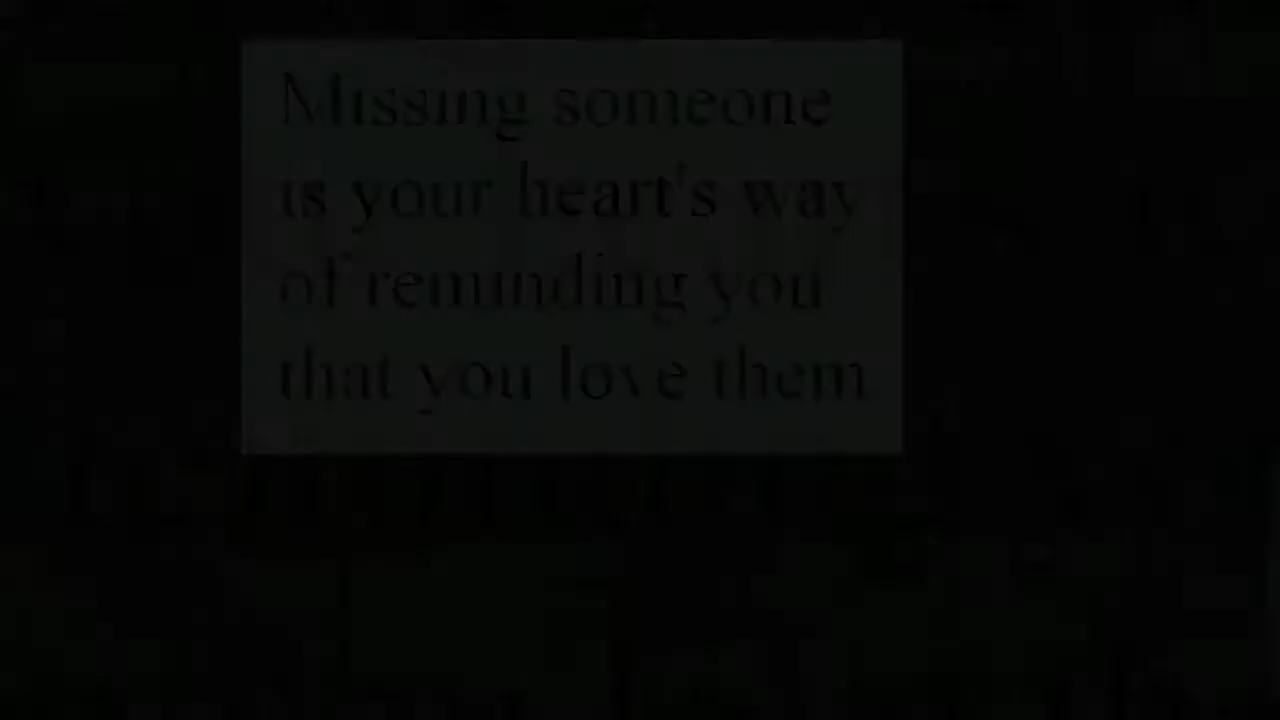 Missing someone
is your heart's way
of reminding you
that you love them